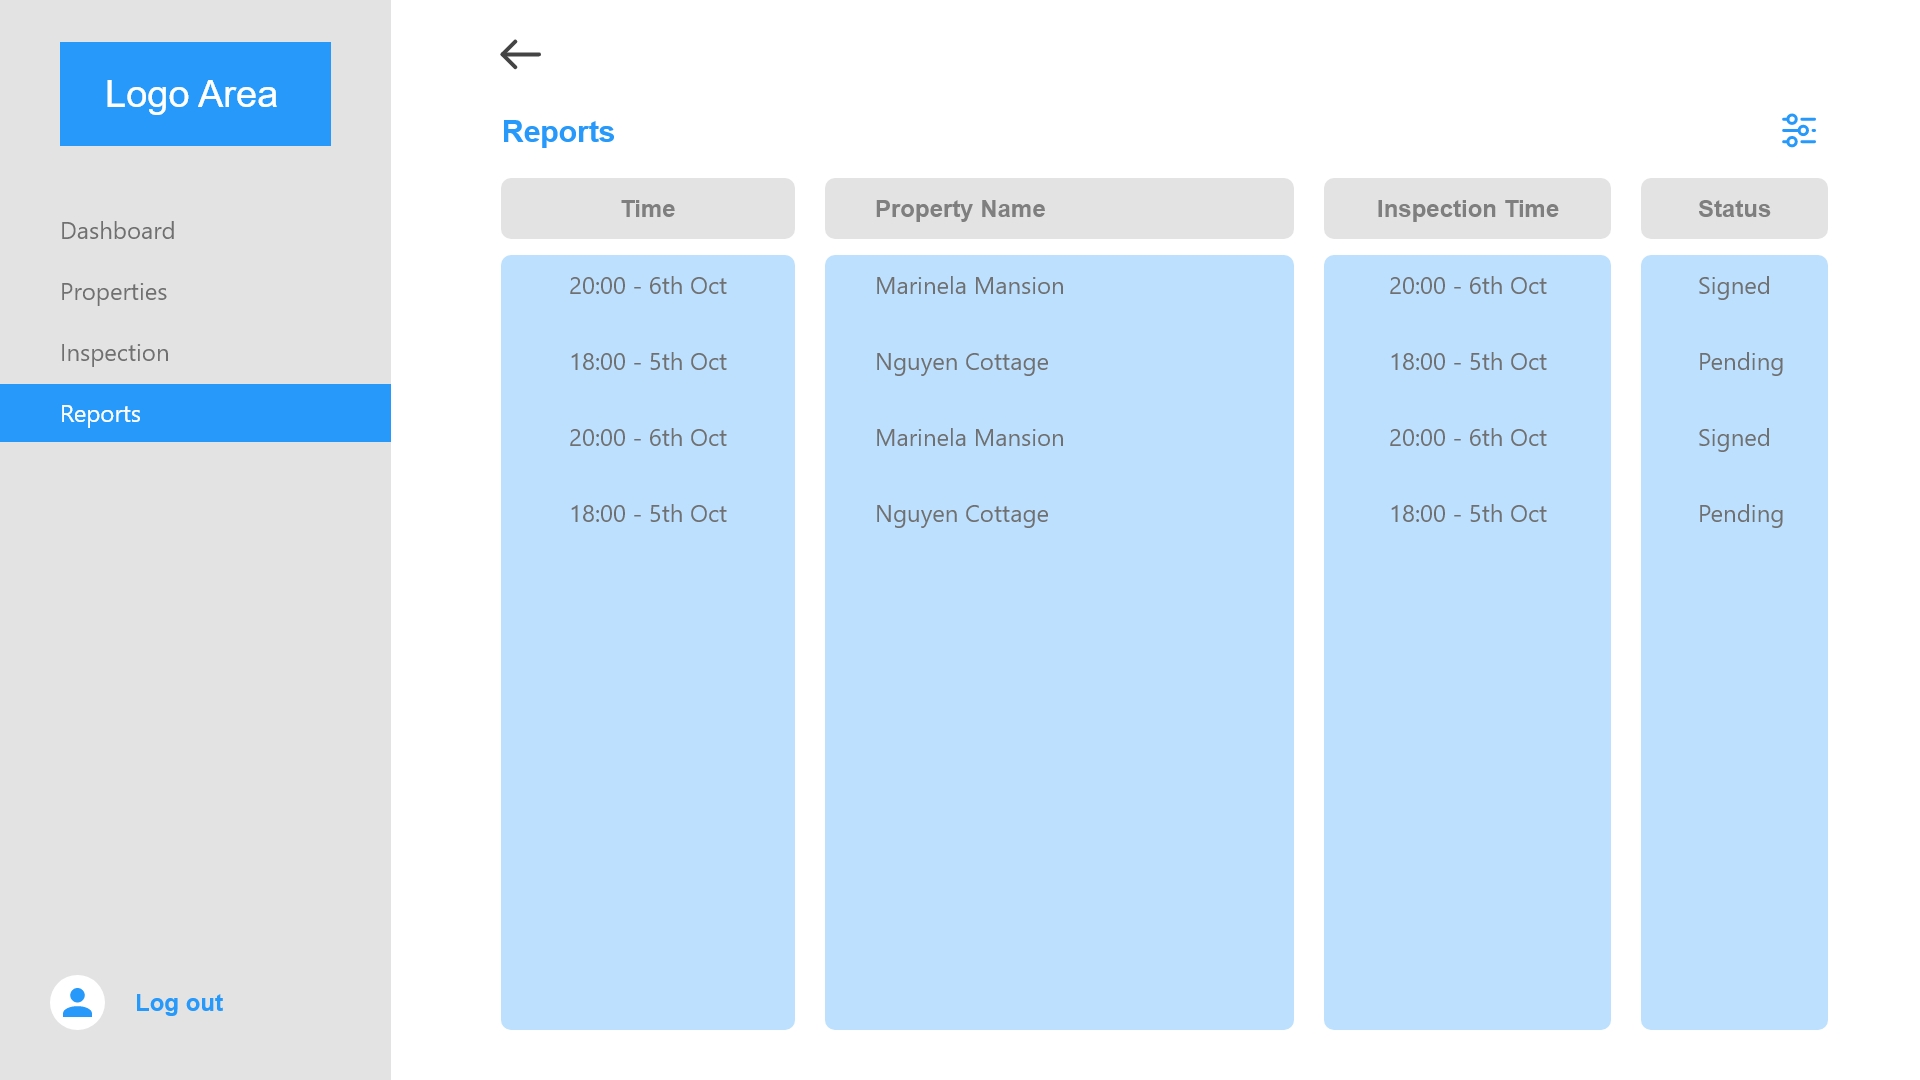 Logo Area
Dashboard
Properties
Inspection
Reports
Log out
Reports
Time Property Name Inspection Time Status
20:00 - 6th Oct Marinela Mansion 20:00 - 6th Oct Signed
18:00 - 5th Oct Nguyen Cottage 18:00 - 5th Oct Pending
20:00 - 6th Oct Marinela Mansion 20:00 - 6th Oct Signed
18:00 - 5th Oct Nguyen Cottage 18:00 - 5th Oct Pending